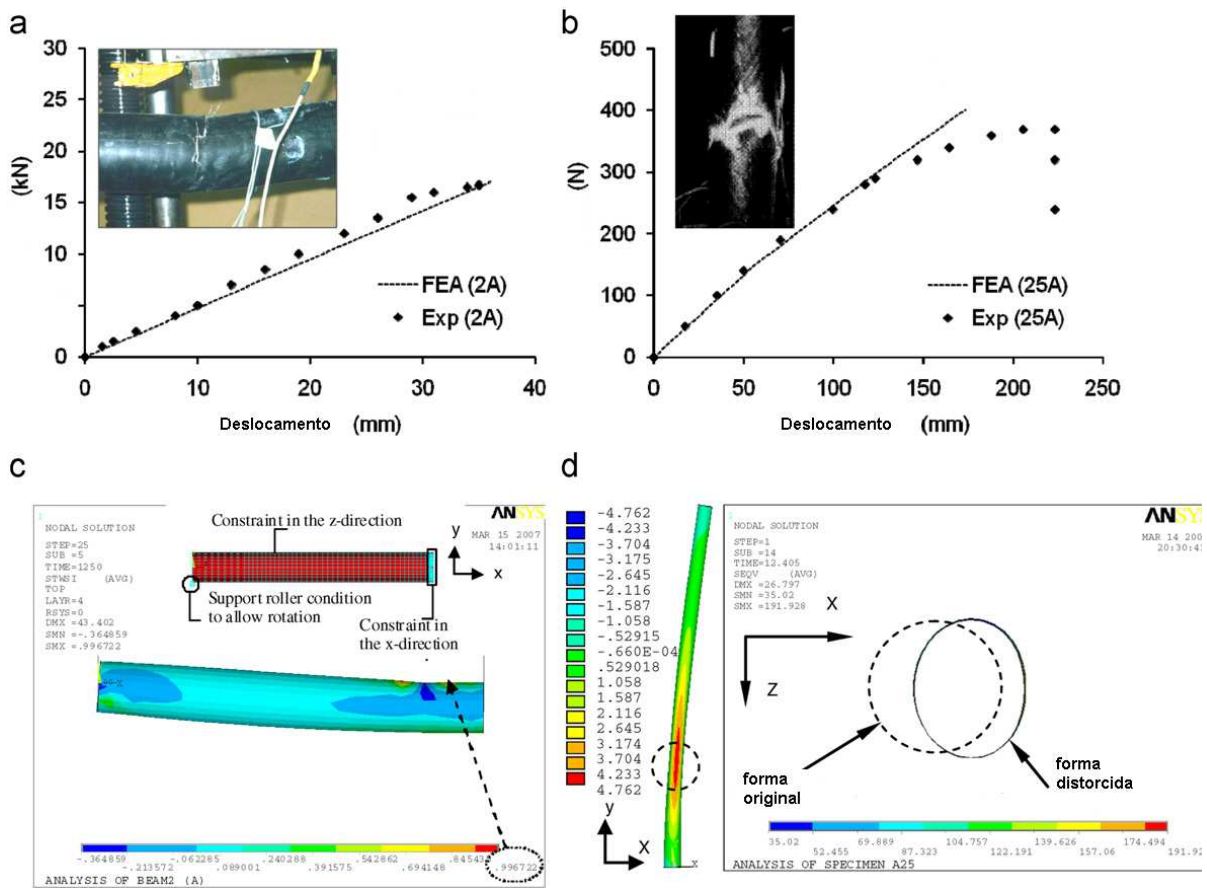 a
30
25
20
15
10
5
0
(kN)
0 10 20 30 40
Deslocamento (mm)
FEA (2A)
Exp (2A)
b
500
400
300
200
100
0
(N)
0 50 100 150 200 250
Deslocamento (mm)
FEA (25A)
Exp (25A)
c
ANSYS
MAR 15 2007
14:01:11
NODAL SOLUTION
STEP=25
SUB =5
TIME=1250
STWSI (AVG)
TOP
LAYR=4
RSYS=0
DMX =43.402
SMN =-.364859
SMX =.996722
Constraint in the z-direction
y
x
Support roller condition
to allow rotation
Constraint in
the x-direction
-.364859 -.062285 .240288 .542862
-.213572 .089001 .391575 .694148 .996722
ANALYSIS OF BEAM2 (A)
d
-4.762
-4.233
-3.704
-3.175
-2.645
-2.116
-1.587
-1.058
-.52915
-.660E-04
.529018
1.058
1.587
2.116
2.645
3.174
3.704
4.233
4.762
y
X
ANSYS
MAR 14 200
NODAL SOLUTION
STEP=1
SUB =14
TIME=12.405
SEQV (AVG)
DMX =26.797
SMN =35.02
SMX =191.928
X
Z
forma
original
forma
distorcida
35.02 69.889 104.757 139.626 174.494
52.455 87.323 122.191 157.06 191.92
ANALYSIS OF SPECIMEN A25